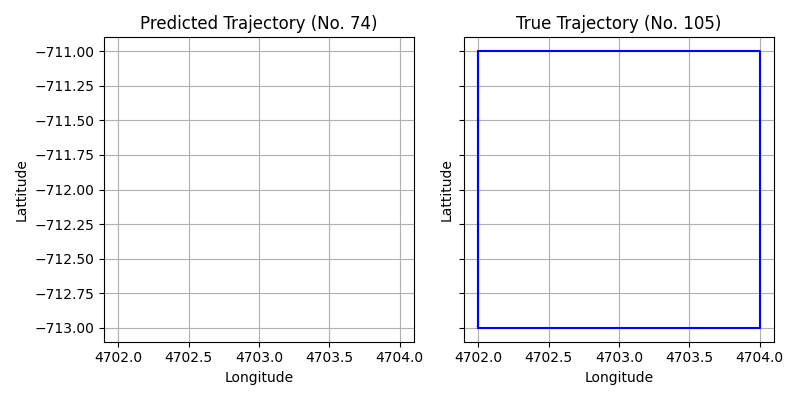 Predicted Trajectory (No. 74)
True Trajectory (No. 105)
Lattitude
−711.00
−711.25
−711.50
−711.75
−712.00
−712.25
−712.50
−712.75
−713.00
4702.0 4702.5 4703.0 4703.5 4704.0
Longitude
Lattitude
4702.0 4702.5 4703.0 4703.5 4704.0
Longitude